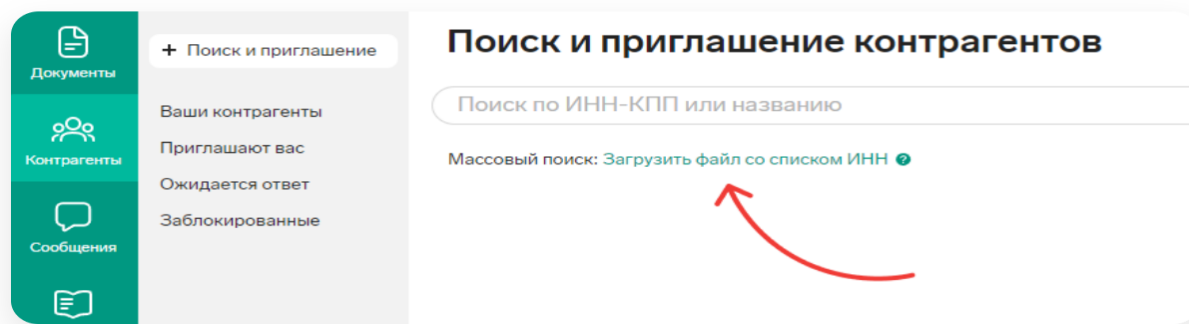 Документы
Контрагенты
Сообщения
+ Поиск и приглашение
Ваши контрагенты
Приглашают вас
Ожидается ответ
Заблокированные
Поиск и приглашение контрагентов
Поиск по ИНН-КПП или названию
Массовый поиск: Загрузить файл со списком ИНН ?